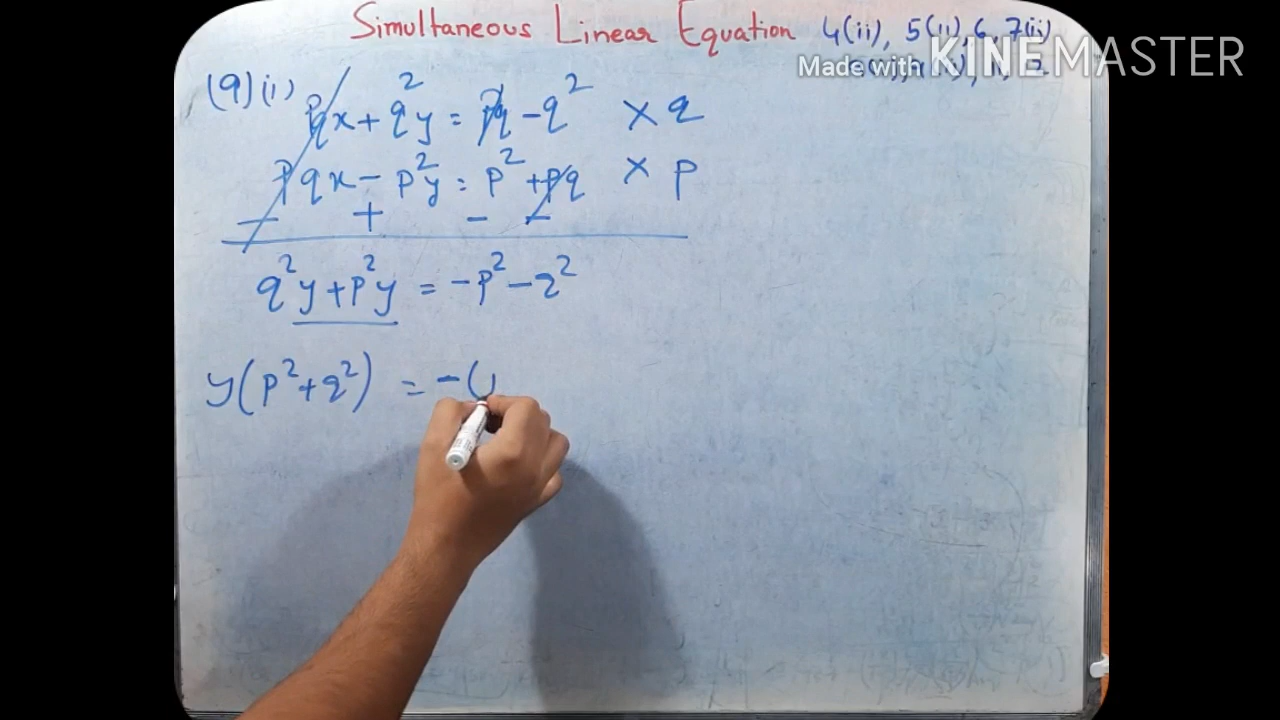 Simultaneous Linear Equation 4(ii), 5(ii), 6, 7(ii)
Made with KINEMASTER
(9)(i)
pqx + q²y = pq - q² × q
pqx - p²y = p² + pq × p
- + - -
q²y + p²y = -p² - q²
y(p² + q²) = -(